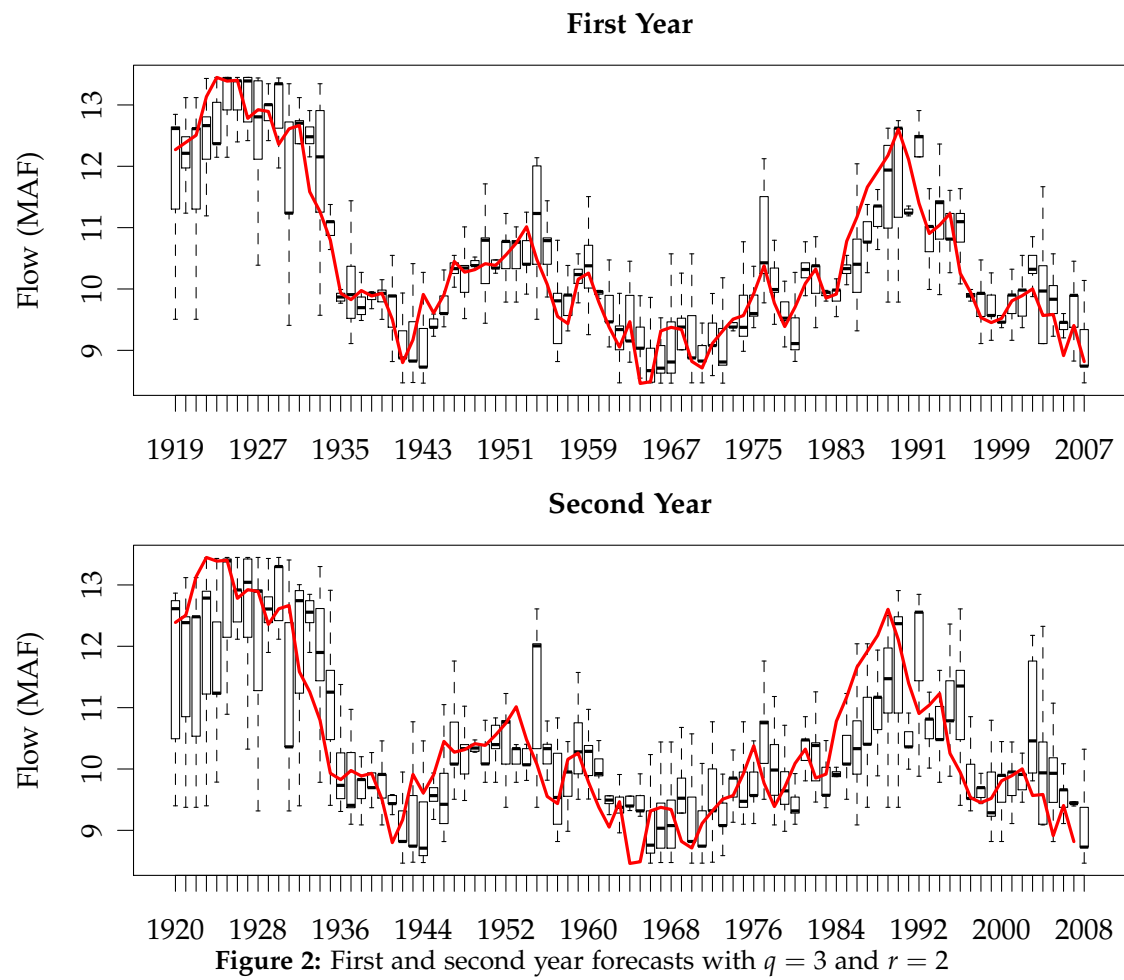 First Year
Flow (MAF)
13
12
11
10
9
1919 1927 1935 1943 1951 1959 1967 1975 1983 1991 1999 2007
Second Year
Flow (MAF)
13
12
11
10
9
1920 1928 1936 1944 1952 1960 1968 1976 1984 1992 2000 2008
Figure 2: First and second year forecasts with q = 3 and r = 2